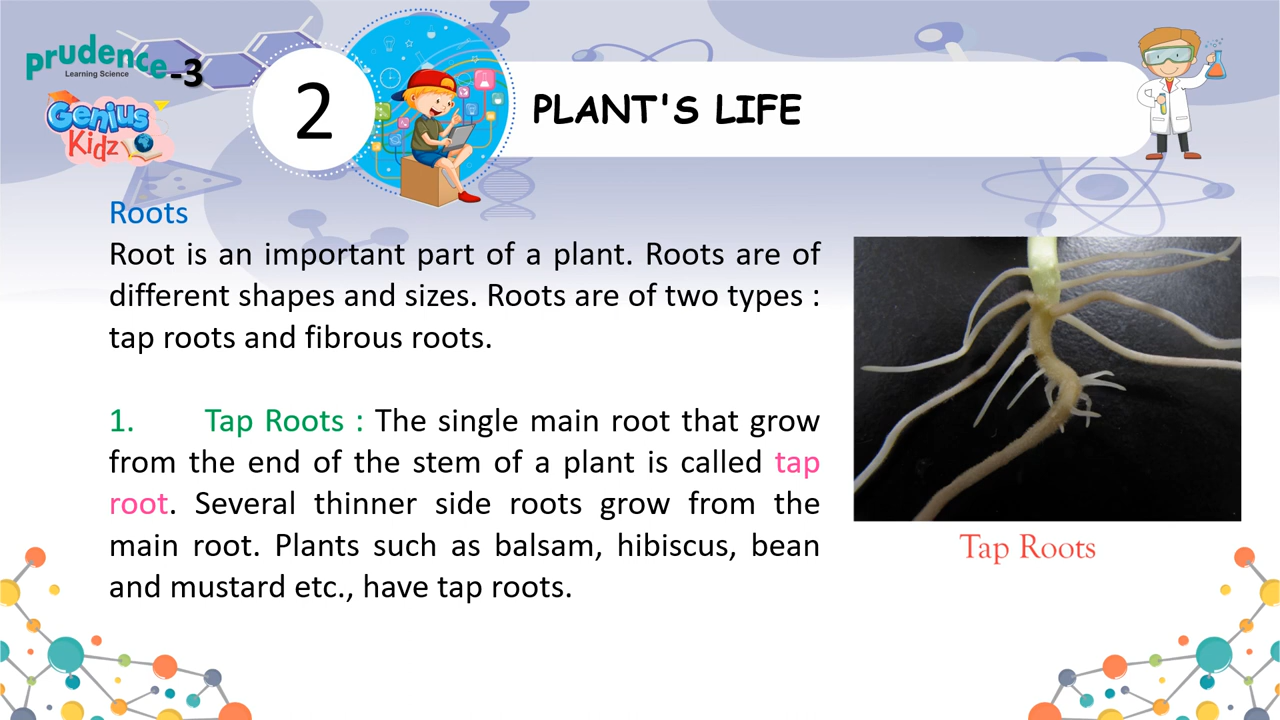 prudence
Learning Science
-3
Genius
Kidz
2
PLANT'S LIFE
Roots
Root is an important part of a plant. Roots are of
different shapes and sizes. Roots are of two types :
tap roots and fibrous roots.
1. Tap Roots : The single main root that grow
from the end of the stem of a plant is called tap
root. Several thinner side roots grow from the
main root. Plants such as balsam, hibiscus, bean
and mustard etc., have tap roots.
Tap Roots